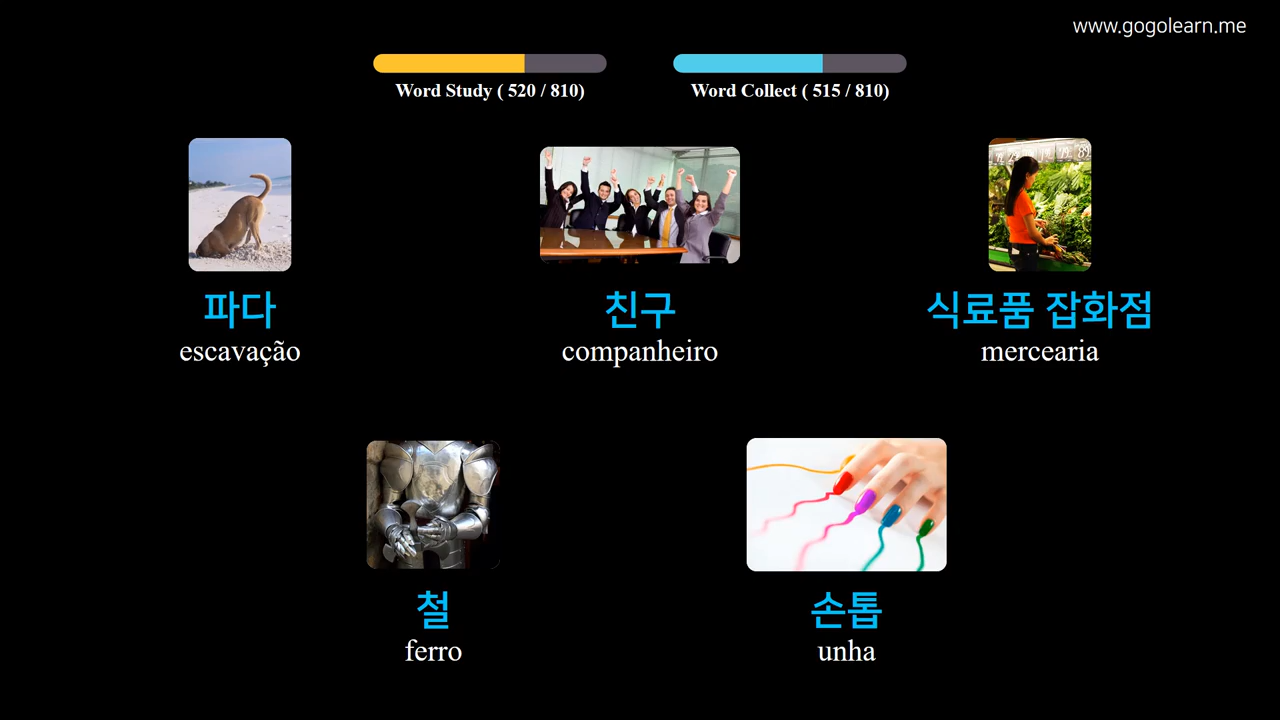 www.gogolearn.me
Word Study ( 520 / 810)
Word Collect ( 515 / 810)
파다
escavação
친구
companheiro
식료품 잡화점
mercearia
철
ferro
손톱
unha